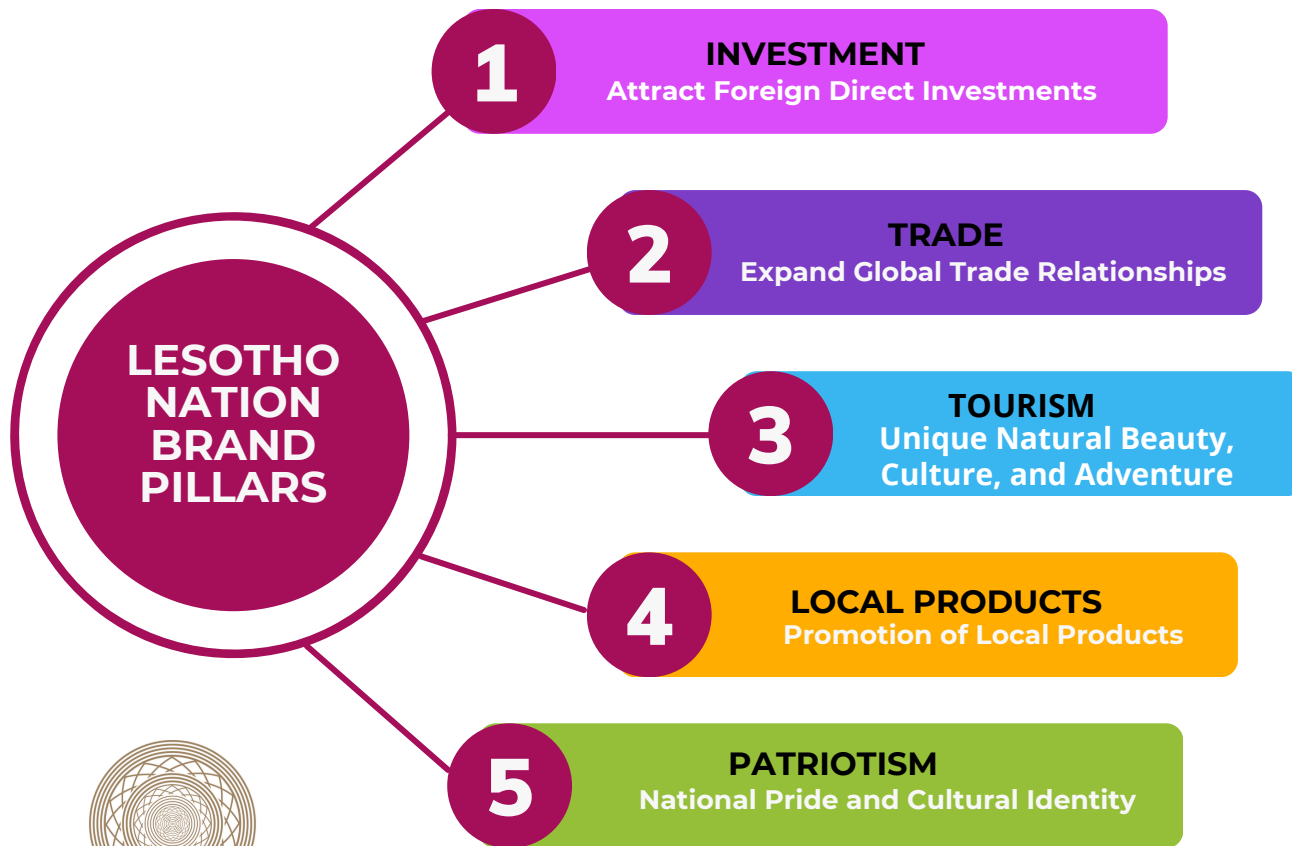 LESOTHO
NATION
BRAND
PILLARS
1
INVESTMENT
Attract Foreign Direct Investments
2
TRADE
Expand Global Trade Relationships
3
TOURISM
Unique Natural Beauty,
Culture, and Adventure
4
LOCAL PRODUCTS
Promotion of Local Products
5
PATRIOTISM
National Pride and Cultural Identity